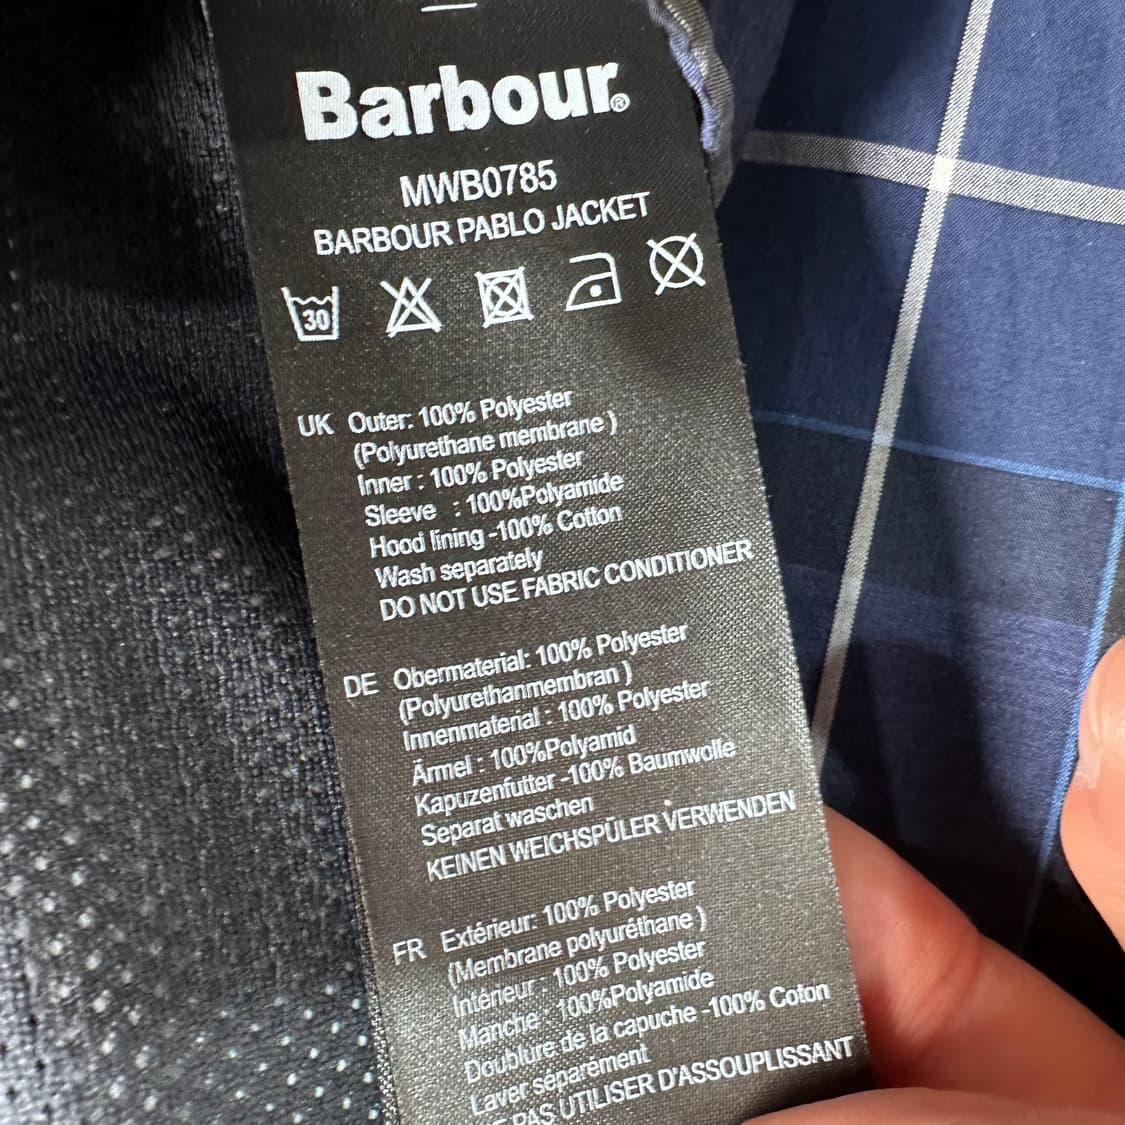 Barbour®
MWB0785
BARBOUR PABLO JACKET
30
UK Outer: 100% Polyester
(Polyurethane membrane )
Inner : 100% Polyester
Sleeve : 100%Polyamide
Hood lining -100% Cotton
Wash separately
DO NOT USE FABRIC CONDITIONER
DE Obermaterial: 100% Polyester
(Polyurethanmembran )
Innenmaterial : 100% Polyester
Ärmel : 100%Polyamid
Kapuzenfutter -100% Baumwolle
Separat waschen
KEINEN WEICHSPÜLER VERWENDEN
FR Extérieur: 100% Polyester
(Membrane polyuréthane )
Intérieur : 100% Polyester
Manche 100%Polyamide
Doublure de la capuche -100% Coton
Laver séparément
PAS UTILISER D'ASSOUPLISSANT